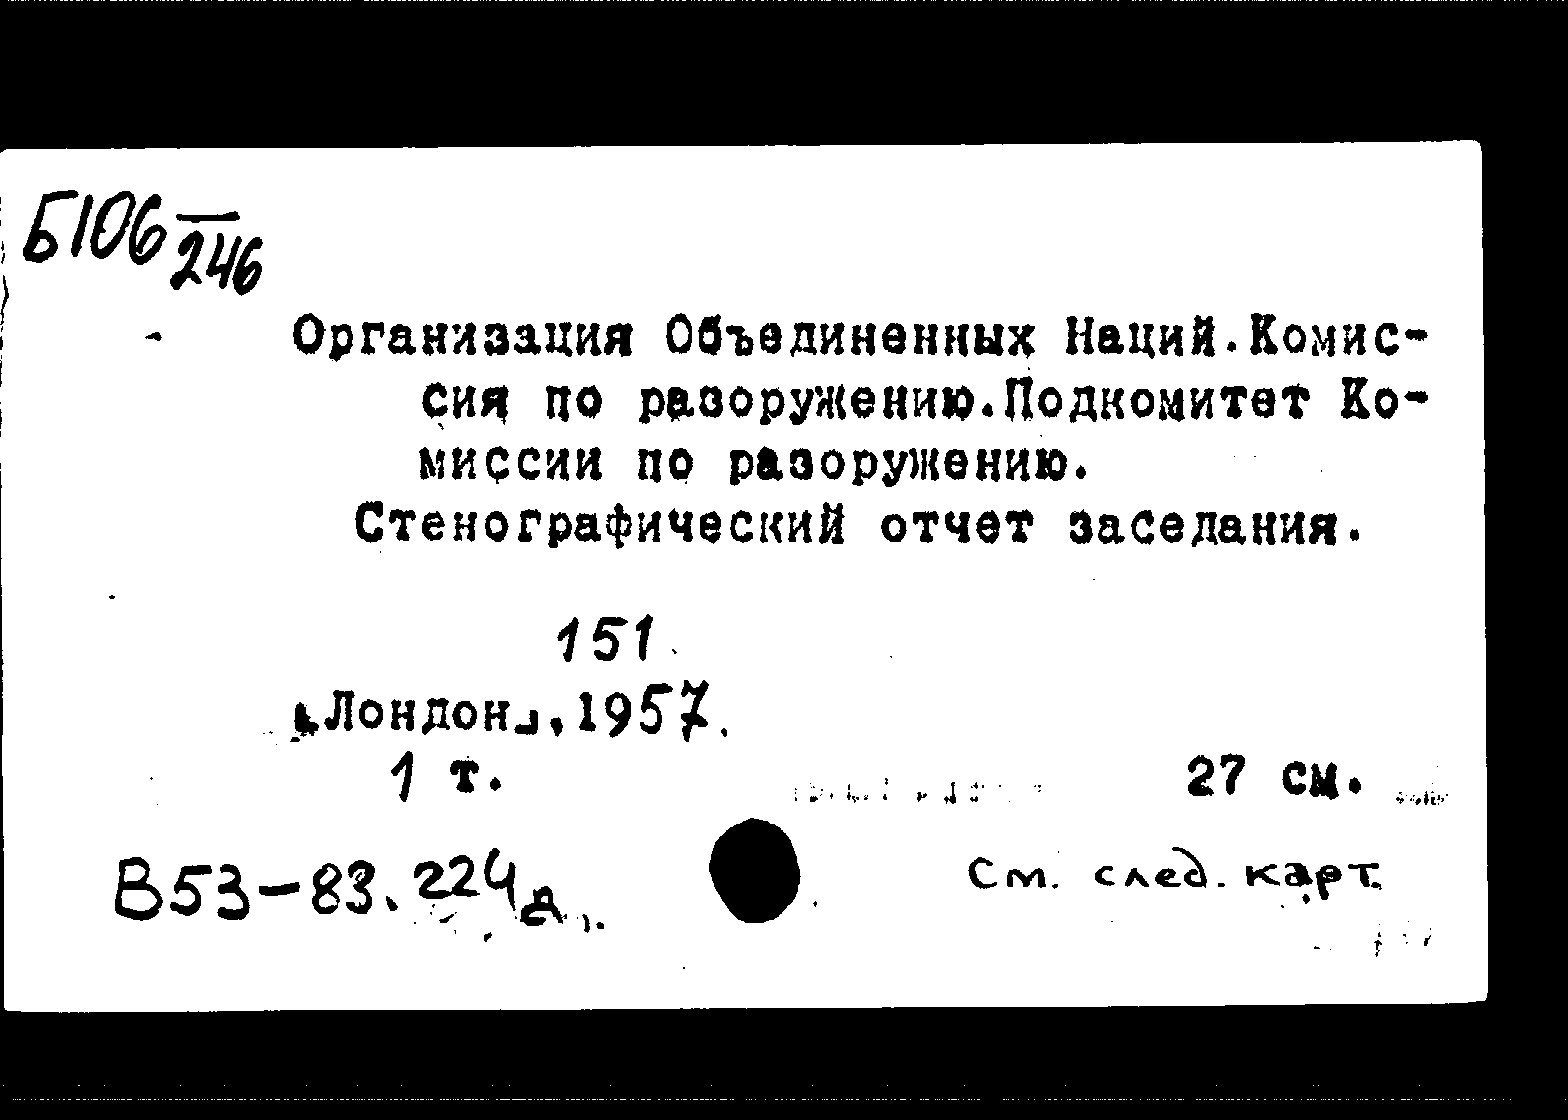 Б106
246
Организация Объединенных Наций.Комис-
сия по разоружению.Подкомитет Ко-
миссии по разоружению.
Стенографический отчет заседания.
151
Лондон,1957.
1 т. 27 см.
В53-83.224д
См. след. карт.